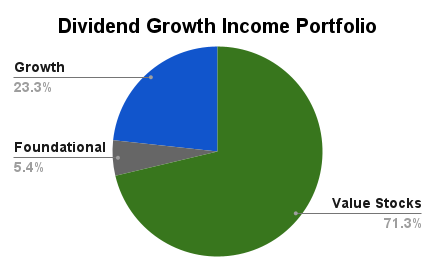 Dividend Growth Income Portfolio
Growth
23.3%
Foundational
5.4%
Value Stocks
71.3%